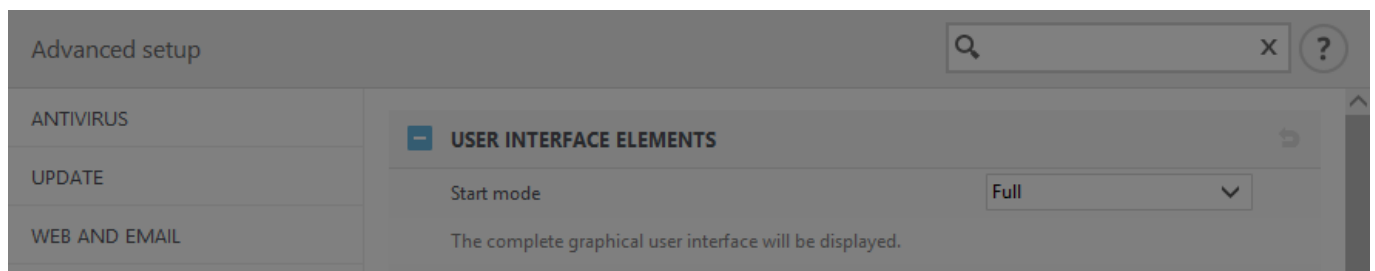 Advanced setup
x
?
ANTIVIRUS
USER INTERFACE ELEMENTS
UPDATE
Start mode
Full
WEB AND EMAIL
The complete graphical user interface will be displayed.